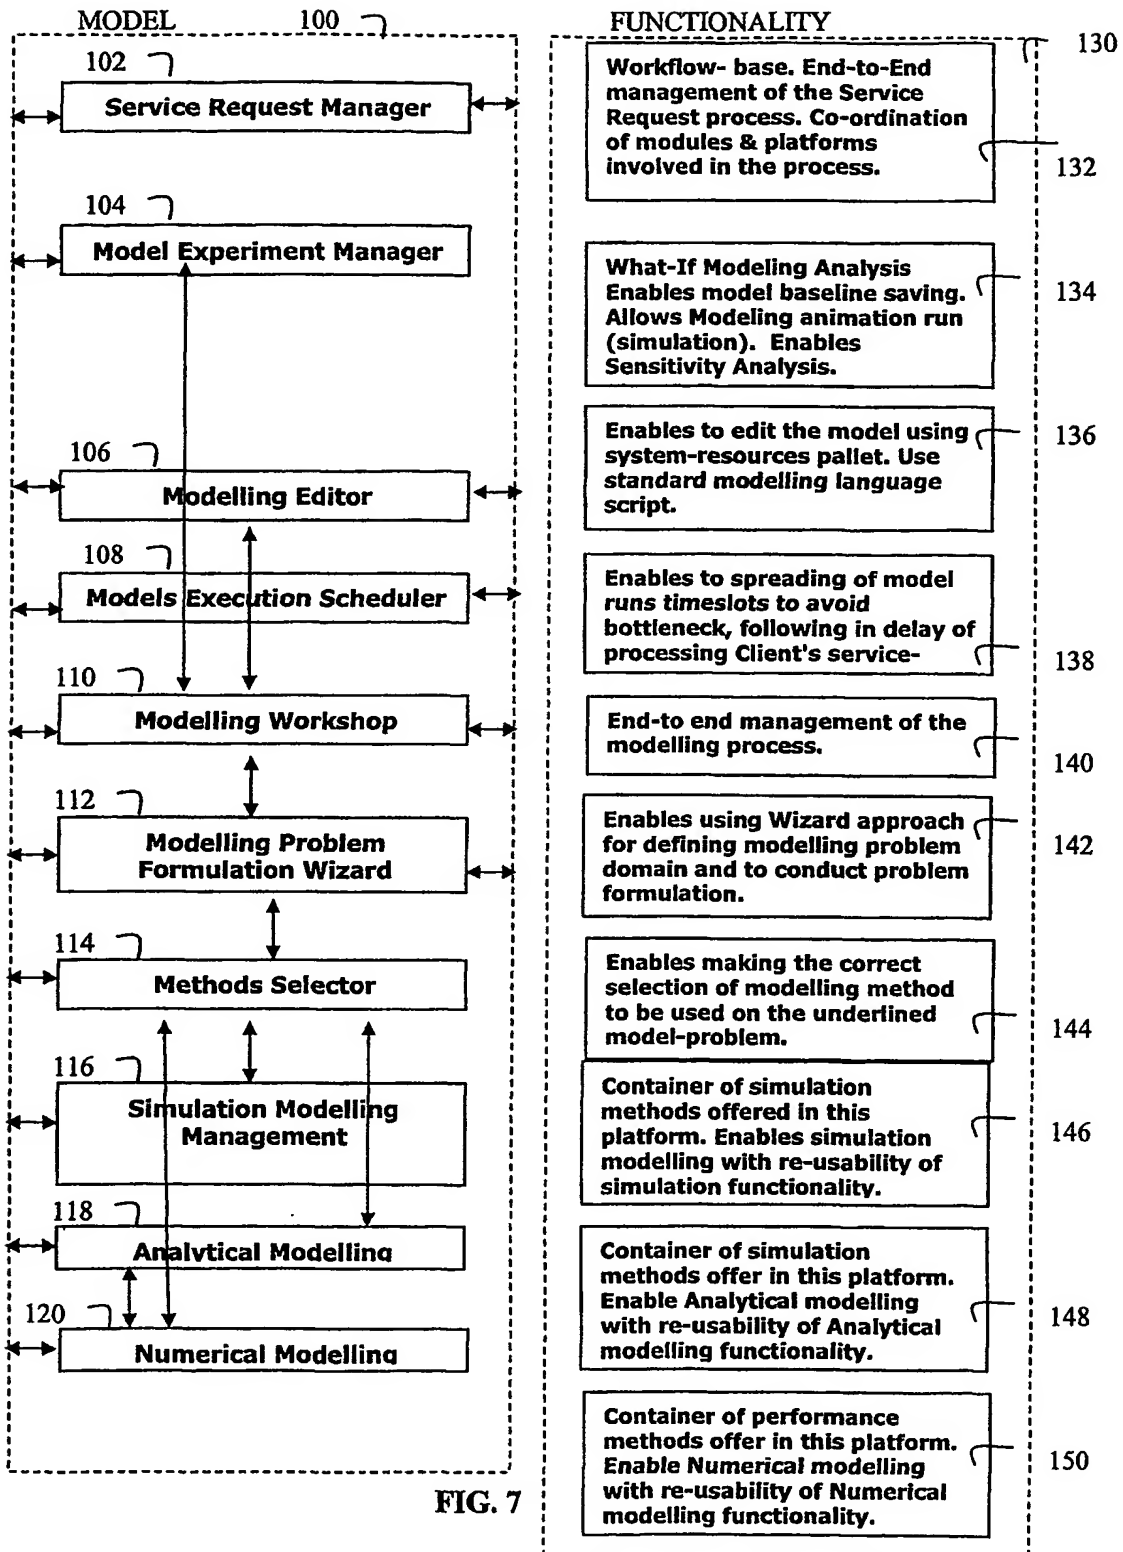 MODEL
100
102
Service Request Manager
104
Model Experiment Manager
106
Modelling Editor
108
Models Execution Scheduler
110
Modelling Workshop
112
Modelling Problem
Formulation Wizard
114
Methods Selector
116
Simulation Modelling
Management
118
Analytical Modelling
120
Numerical Modelling
FUNCTIONALITY
130
Workflow- base. End-to-End
management of the Service
Request process. Co-ordination
of modules & platforms
involved in the process.
132
What-If Modeling Analysis
Enables model baseline saving.
Allows Modeling animation run
(simulation). Enables
Sensitivity Analysis.
134
Enables to edit the model using
system-resources pallet. Use
standard modelling language
script.
136
Enables to spreading of model
runs timeslots to avoid
bottleneck, following in delay of
processing Client's service-
138
End-to end management of the
modelling process.
140
Enables using Wizard approach
for defining modelling problem
domain and to conduct problem
formulation.
142
Enables making the correct
selection of modelling method
to be used on the underlined
model-problem.
144
Container of simulation
methods offered in this
platform. Enables simulation
modelling with re-usability of
simulation functionality.
146
Container of simulation
methods offer in this platform.
Enable Analytical modelling
with re-usability of Analytical
modelling functionality.
148
Container of performance
methods offer in this platform.
Enable Numerical modelling
with re-usability of Numerical
modelling functionality.
150
FIG. 7